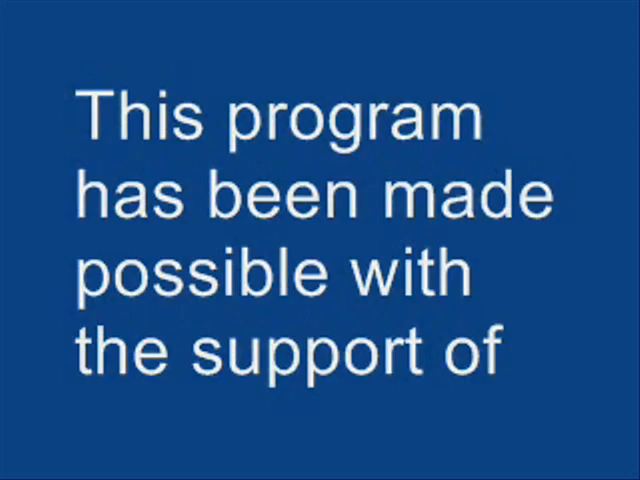 This program
has been made
possible with
the support of